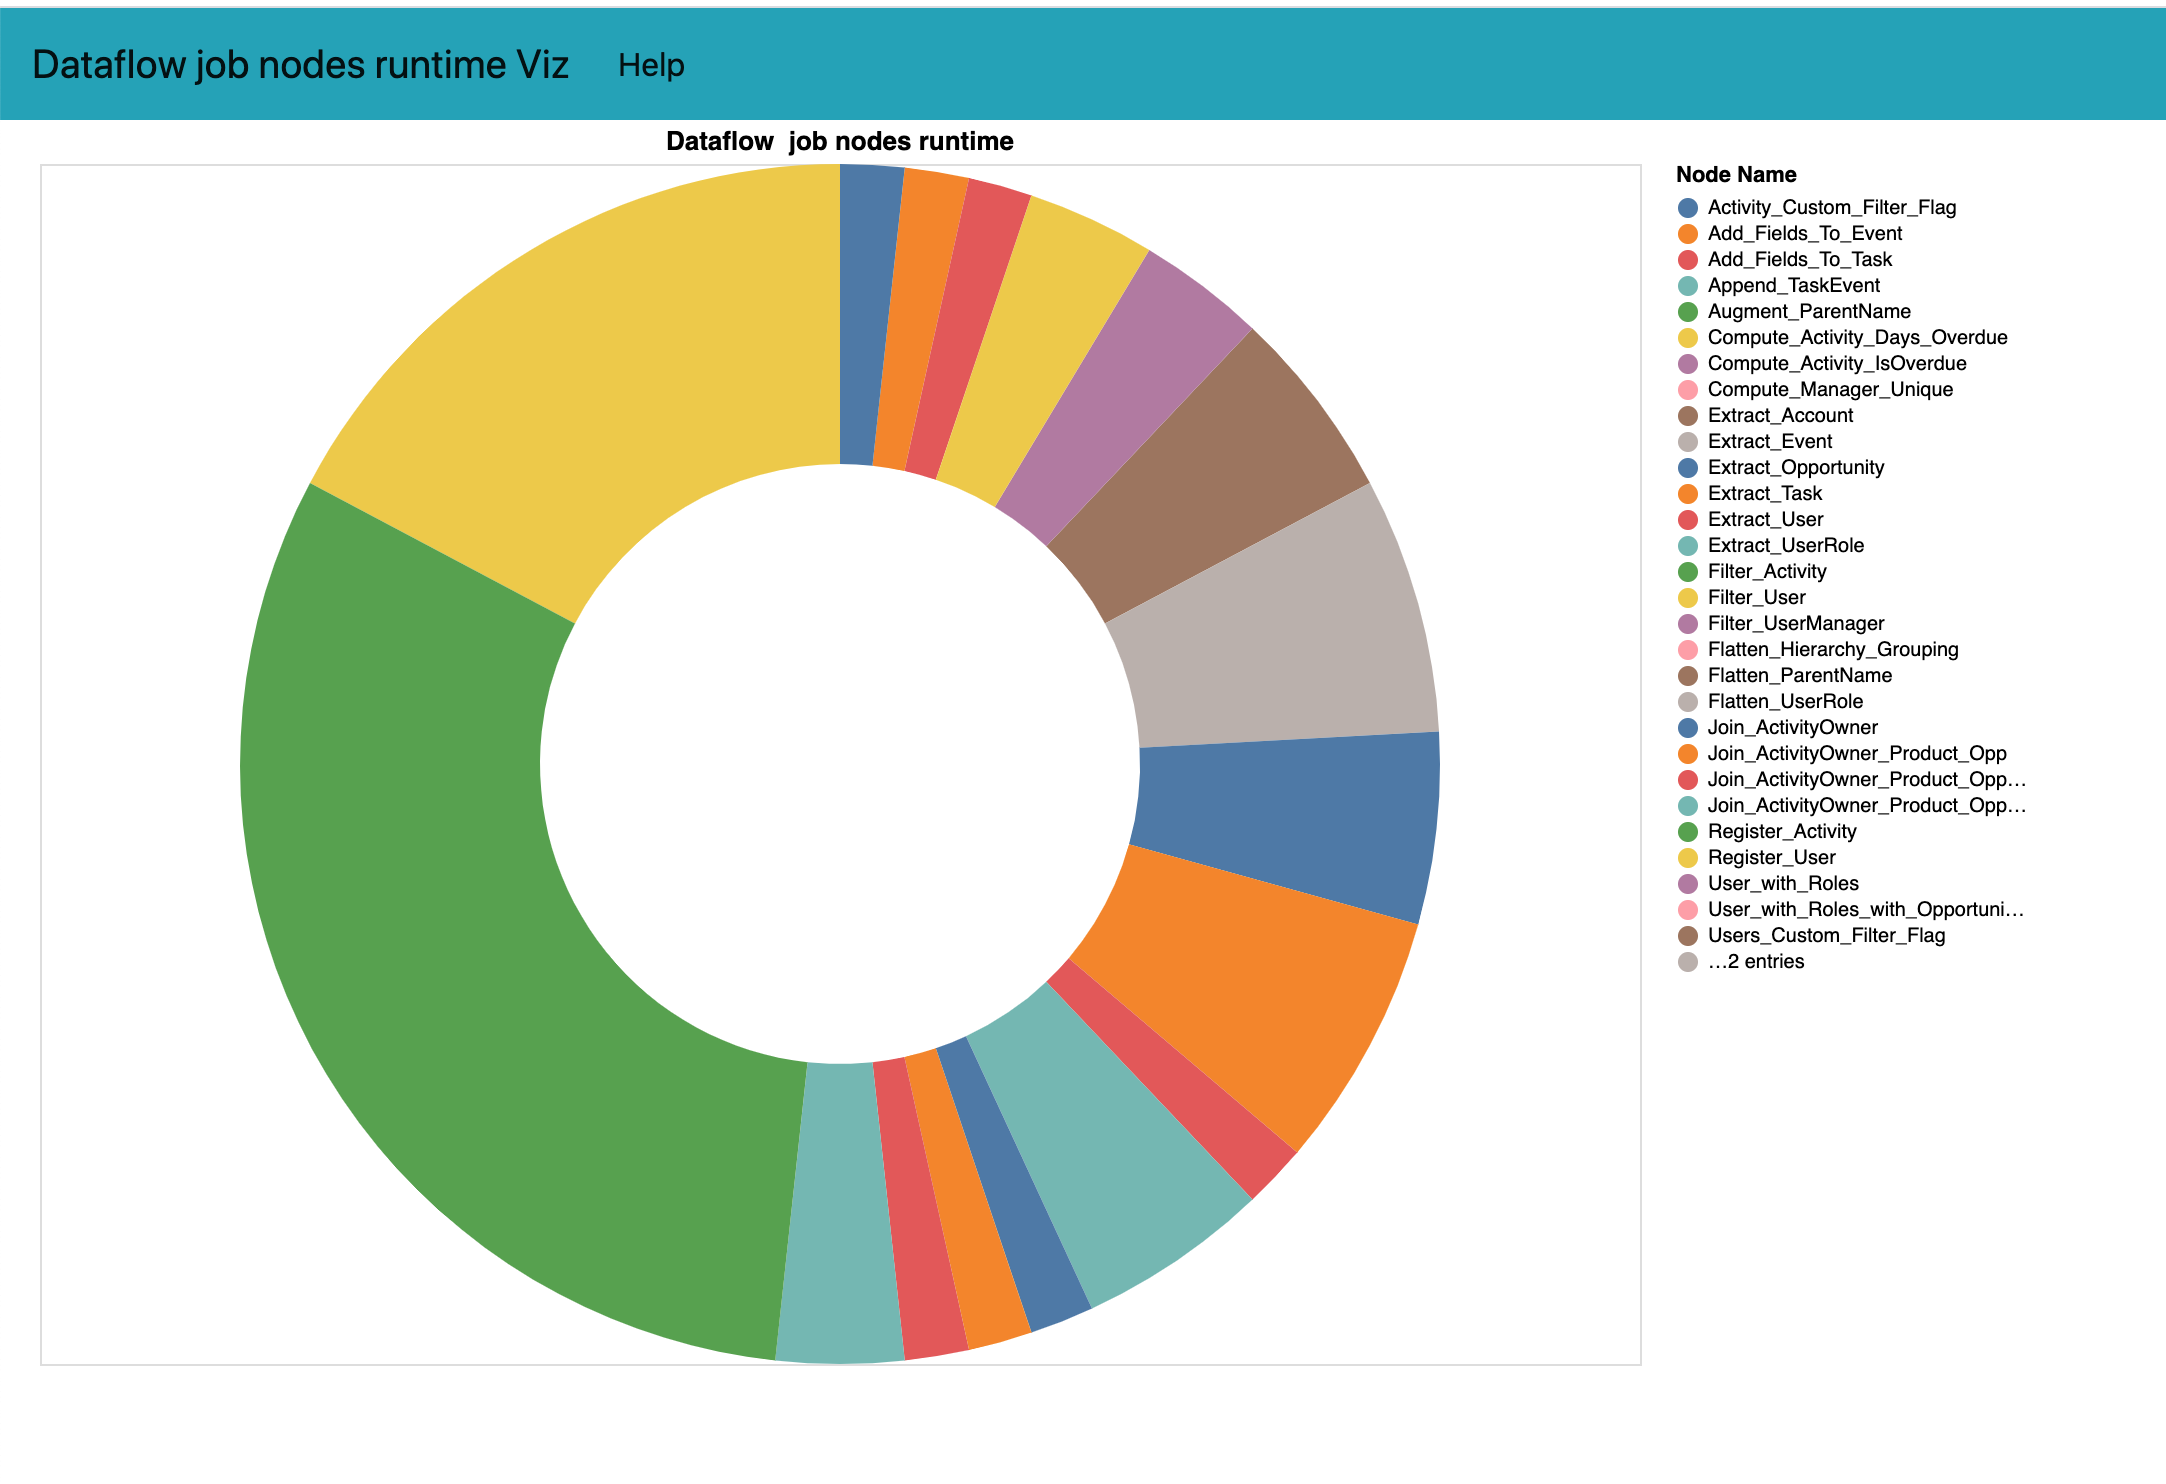 Dataflow job nodes runtime Viz Help
Dataflow job nodes runtime
Node Name
Activity_Custom_Filter_Flag
Add_Fields_To_Event
Add_Fields_To_Task
Append_TaskEvent
Augment_ParentName
Compute_Activity_Days_Overdue
Compute_Activity_IsOverdue
Compute_Manager_Unique
Extract_Account
Extract_Event
Extract_Opportunity
Extract_Task
Extract_User
Extract_UserRole
Filter_Activity
Filter_User
Filter_UserManager
Flatten_Hierarchy_Grouping
Flatten_ParentName
Flatten_UserRole
Join_ActivityOwner
Join_ActivityOwner_Product_Opp
Join_ActivityOwner_Product_Opp…
Join_ActivityOwner_Product_Opp…
Register_Activity
Register_User
User_with_Roles
User_with_Roles_with_Opportuni…
Users_Custom_Filter_Flag
…2 entries